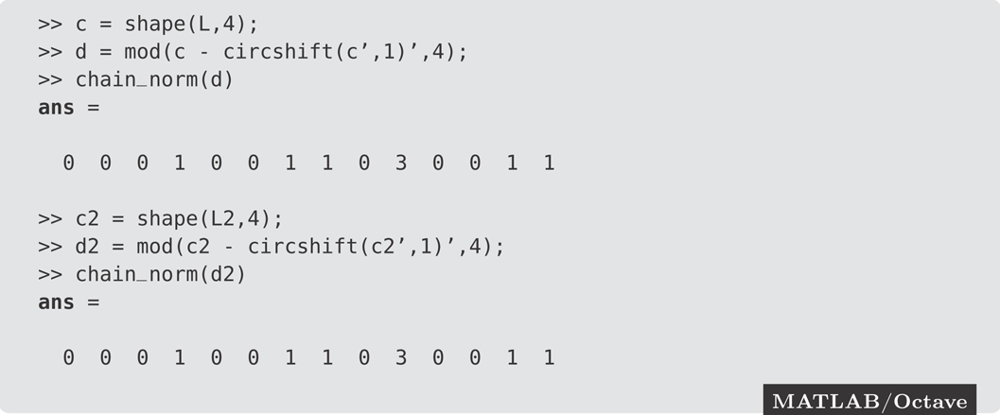 >> c = shape(L,4);
>> d = mod(c - circshift(c’,1)’,4);
>> chain_norm(d)
ans =
0 0 0 1 0 0 1 1 0 3 0 0 1 1
>> c2 = shape(L2,4);
>> d2 = mod(c2 - circshift(c2’,1)’,4);
>> chain_norm(d2)
ans =
0 0 0 1 0 0 1 1 0 3 0 0 1 1
MATLAB/Octave